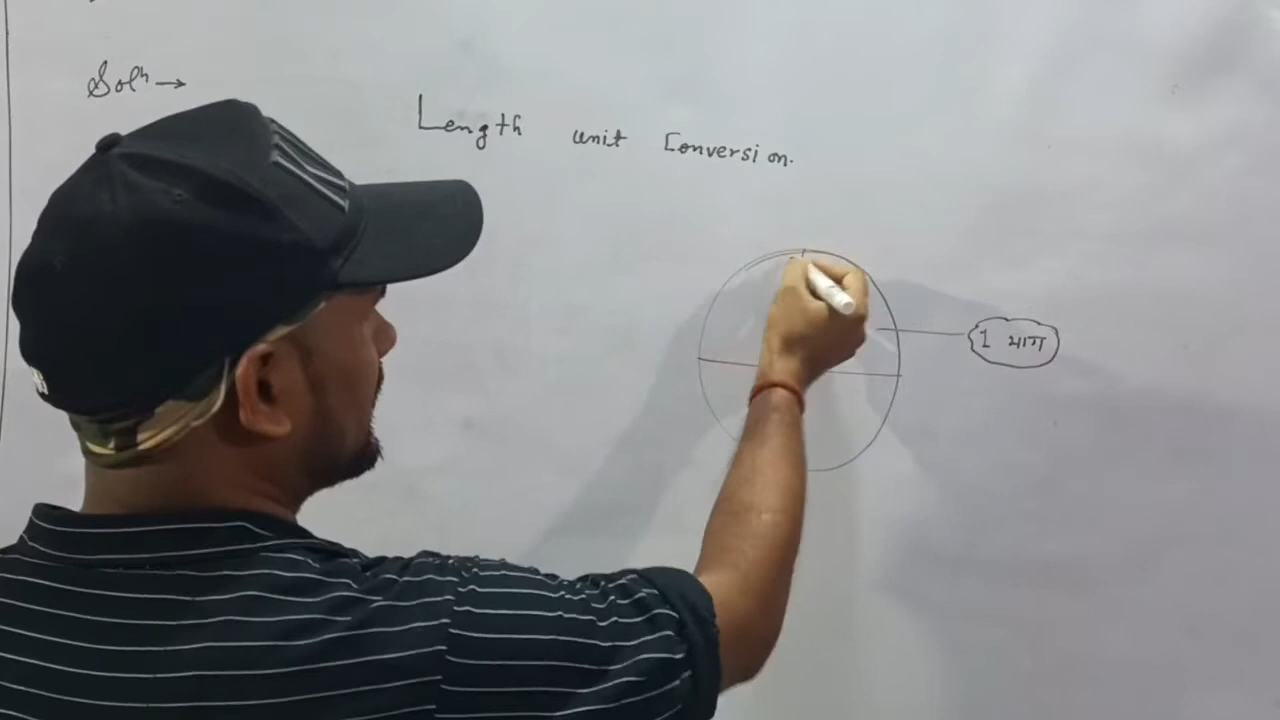 Solⁿ →
Length unit Conversion.
1 भाग